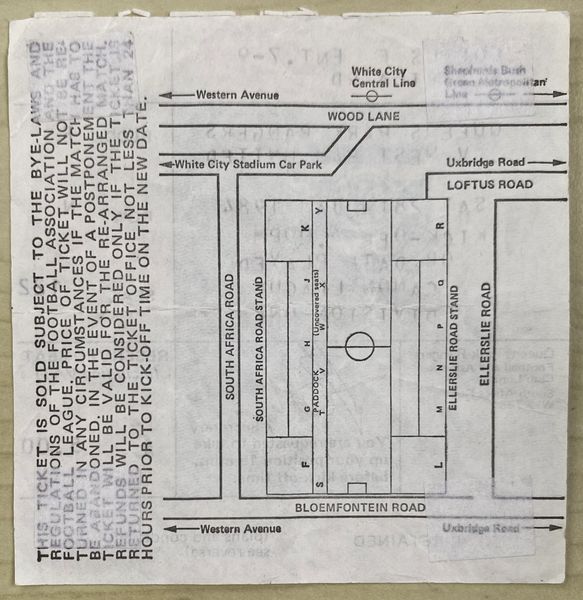 THIS TICKET IS SOLD SUBJECT TO THE BYE-LAWS AND
REGULATIONS OF THE FOOTBALL ASSOCIATION AND THE
FOOTBALL LEAGUE. PRICE OF TICKET WILL NOT BE RE-
TURNED IN ANY CIRCUMSTANCES IF THE MATCH HAS TO
BE ABANDONED. IN THE EVENT OF A POSTPONEMENT THE
TICKET WILL BE VALID FOR THE RE-ARRANGED MATCH.
REFUNDS WILL BE CONSIDERED ONLY IF THE TICKET IS
RETURNED TO THE TICKET OFFICE NOT LESS THAN 24
HOURS PRIOR TO KICK-OFF TIME ON THE NEW DATE.
White City
Central Line
Shepherds Bush
Green Metropolitan
Line
Western Avenue
WOOD LANE
White City Stadium Car Park
Uxbridge Road
LOFTUS ROAD
SOUTH AFRICA ROAD
SOUTH AFRICA ROAD STAND
F G H J K
PADDOCK (Uncovered seats)
S T V W X Y
L M N P Q R
ELLERSLIE ROAD STAND
ELLERSLIE ROAD
BLOEMFONTEIN ROAD
Western Avenue
Uxbridge Road